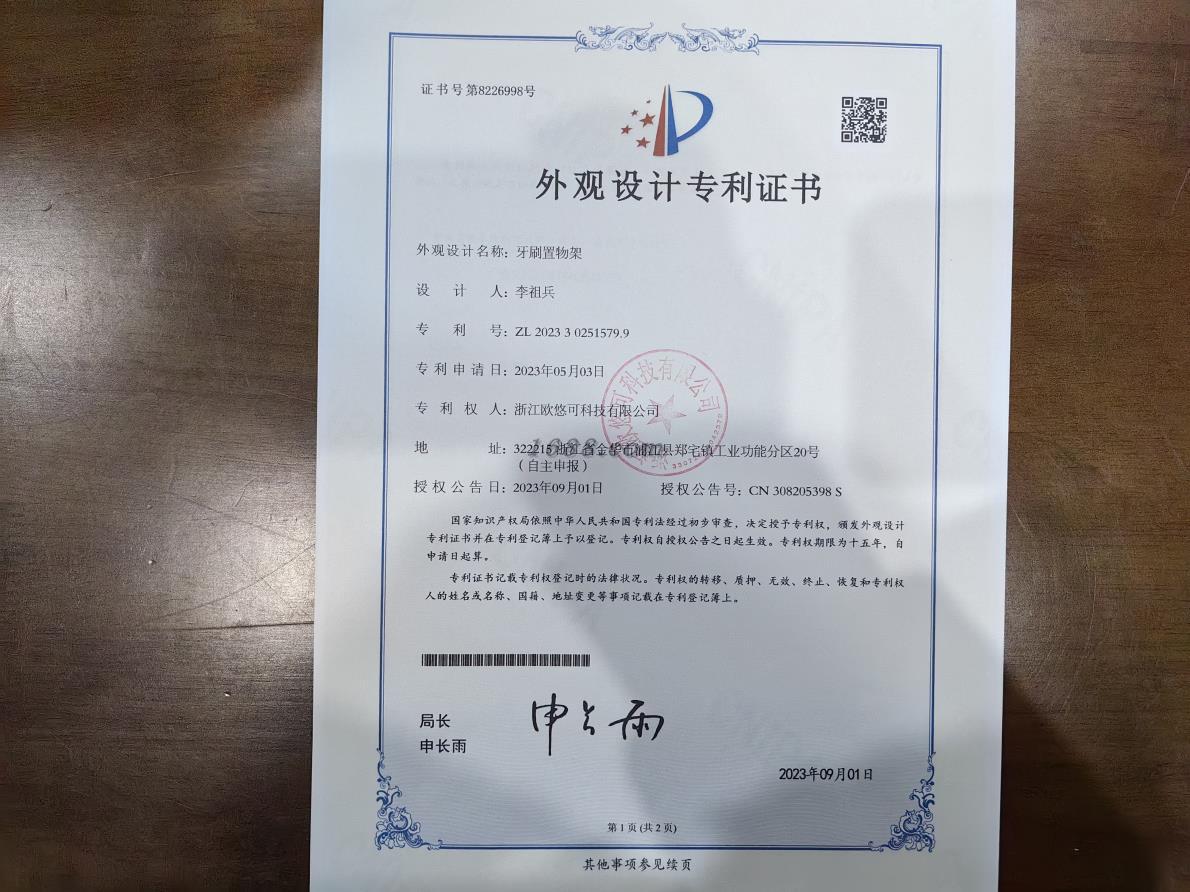 证书号第8226998号
外观设计专利证书
外观设计名称：牙刷置物架
设计人：李祖兵
专利号：ZL 2023 3 0251579.9
专利申请日：2023年05月03日
专利权人：浙江欧悠可科技有限公司
地址：322215 浙江省金华市浦江县郑宅镇工业功能分区20号
（自主申报）
授权公告日：2023年09月01日 授权公告号：CN 308205398 S
国家知识产权局依照中华人民共和国专利法经过初步审查，决定授予专利权，颁发外观设计
专利证书并在专利登记簿上予以登记。专利权自授权公告之日起生效。专利权期限为十五年，自
申请日起算。
专利证书记载专利权登记时的法律状况。专利权的转移、质押、无效、终止、恢复和专利权
人的姓名或名称、国籍、地址变更等事项记载在专利登记簿上。
局长
申长雨
申长雨
2023年09月01日
第 1 页 (共 2 页)
其他事项参见续页